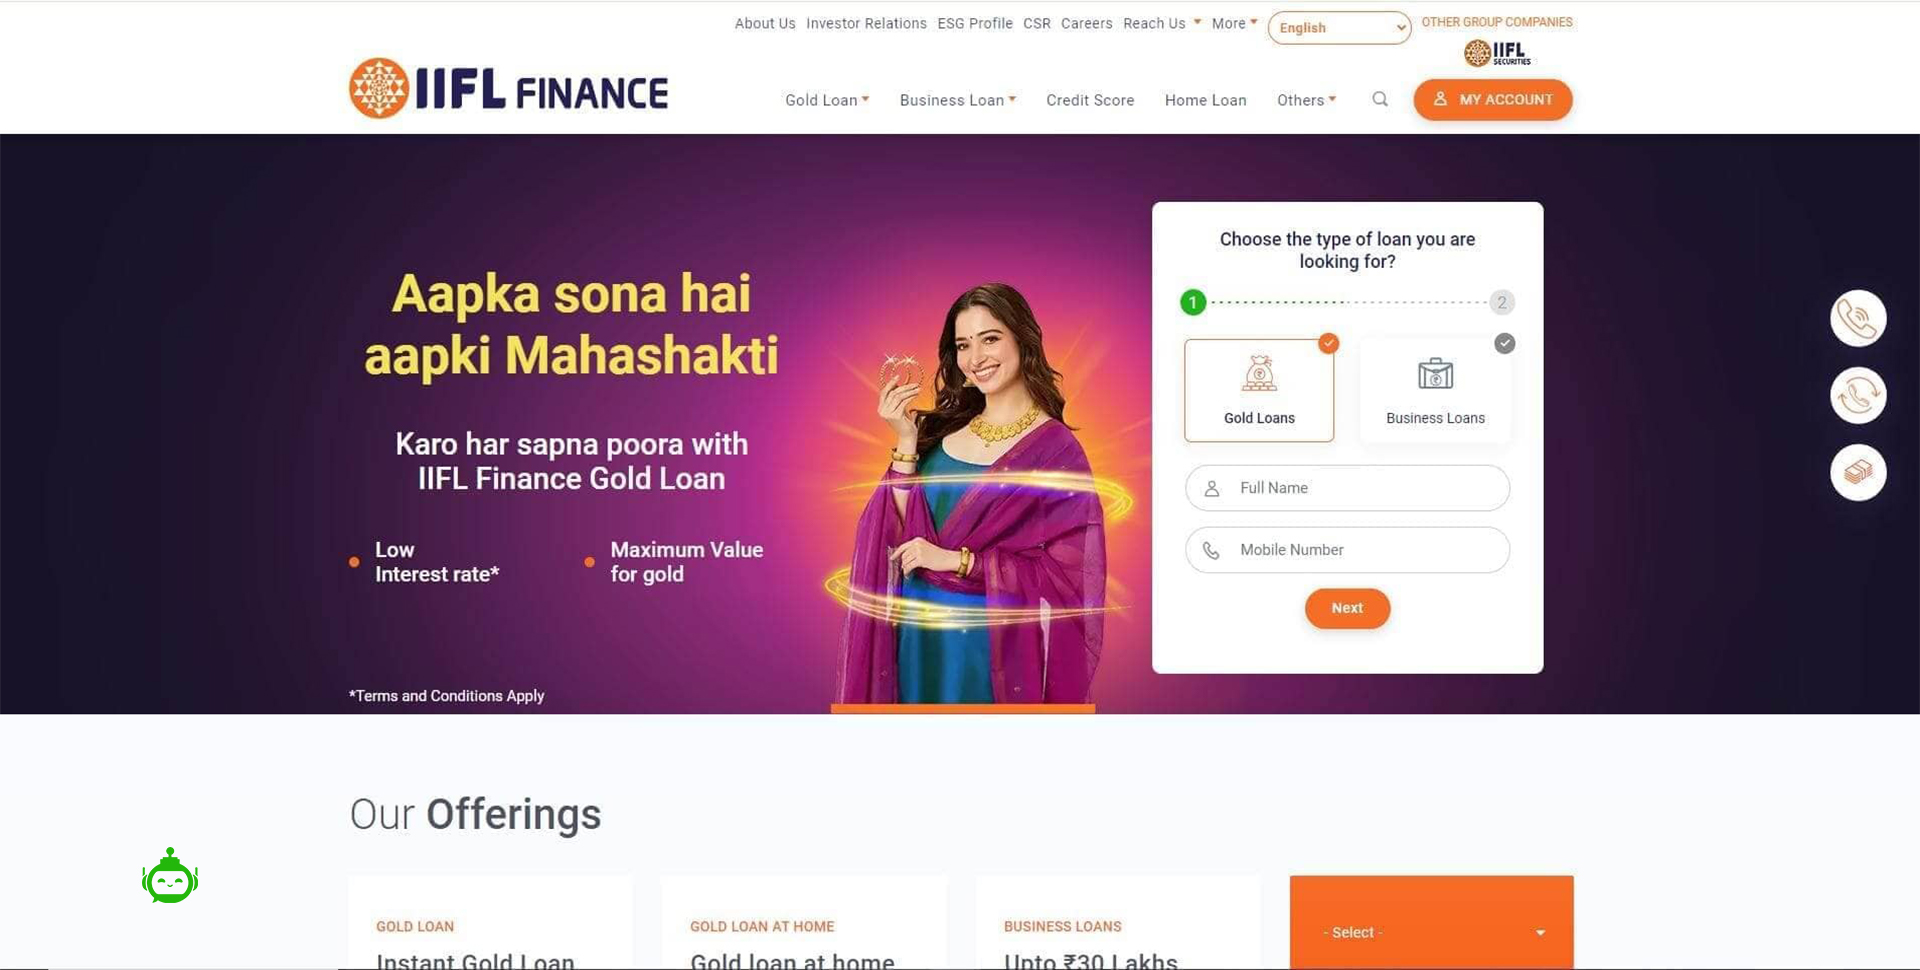 About Us Investor Relations ESG Profile CSR Careers Reach Us More English OTHER GROUP COMPANIES
IIFL
SECURITIES
IIFL FINANCE
Gold Loan Business Loan Credit Score Home Loan Others MY ACCOUNT
Aapka sona hai
aapki Mahashakti
Karo har sapna poora with
IIFL Finance Gold Loan
Low
Interest rate*
Maximum Value
for gold
*Terms and Conditions Apply
Choose the type of loan you are
looking for?
1 2
Gold Loans Business Loans
Full Name
Mobile Number
Next
Our Offerings
GOLD LOAN
Instant Gold Loan
GOLD LOAN AT HOME
Gold loan at home
BUSINESS LOANS
Upto ₹30 Lakhs
- Select -